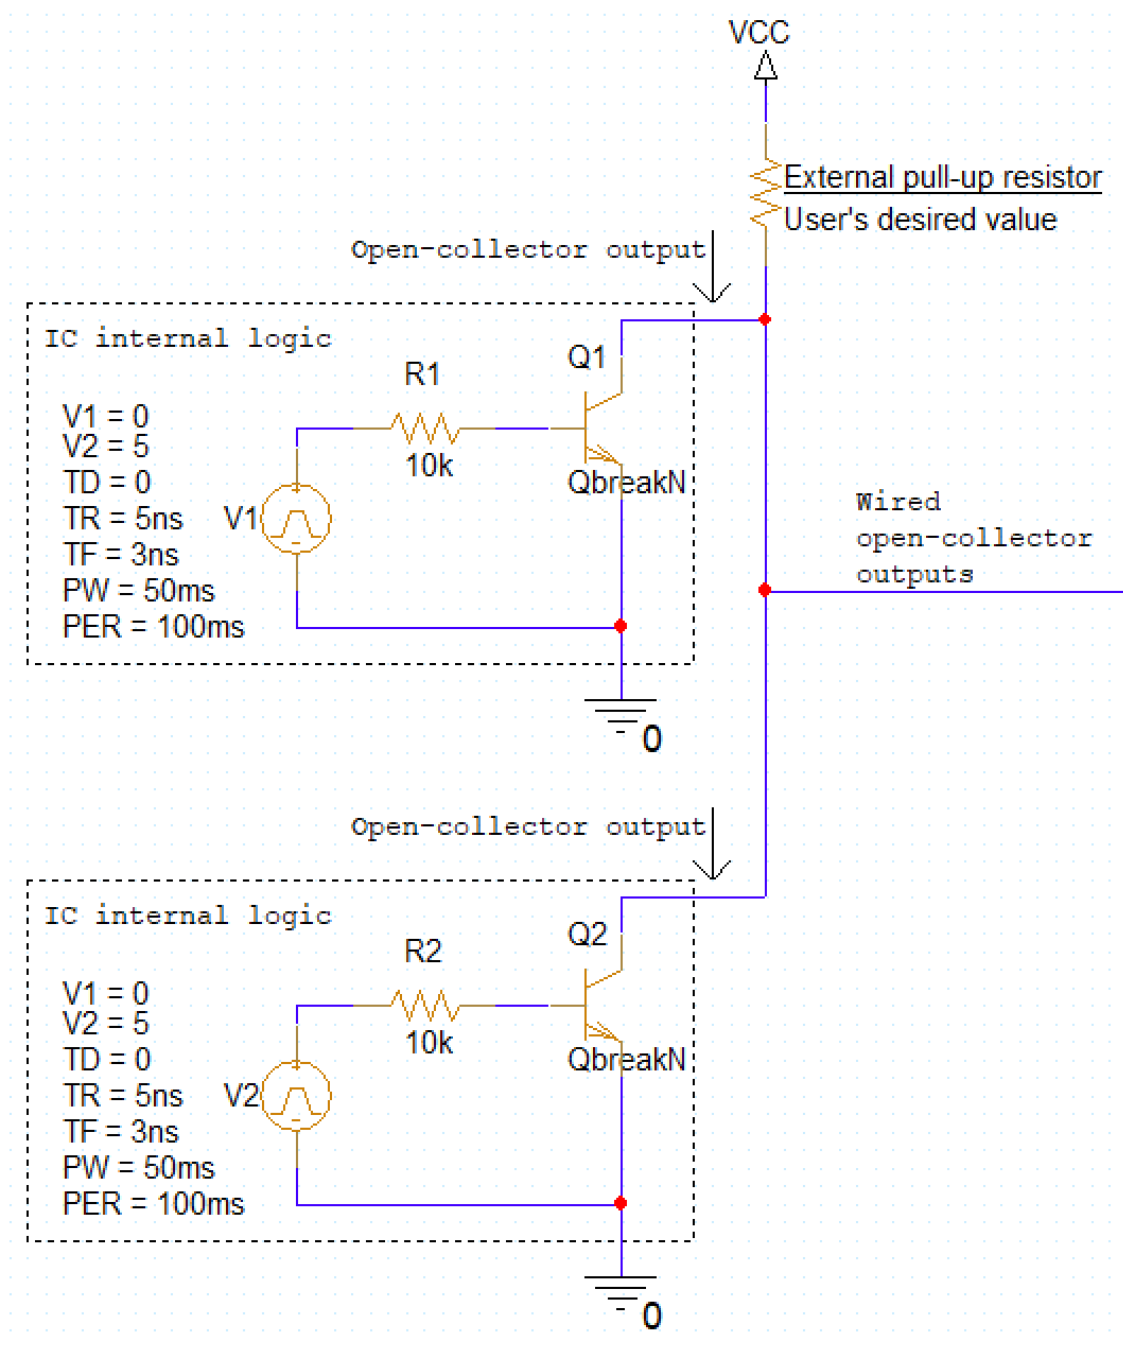 VCC
External pull-up resistor
User's desired value
Open-collector output
IC internal logic
Q1
R1
V1 = 0
V2 = 5
TD = 0
TR = 5ns
TF = 3ns
PW = 50ms
PER = 100ms
V1
10k
QbreakN
Wired
open-collector
outputs
0
Open-collector output
IC internal logic
Q2
R2
V1 = 0
V2 = 5
TD = 0
TR = 5ns
TF = 3ns
PW = 50ms
PER = 100ms
V2
10k
QbreakN
0